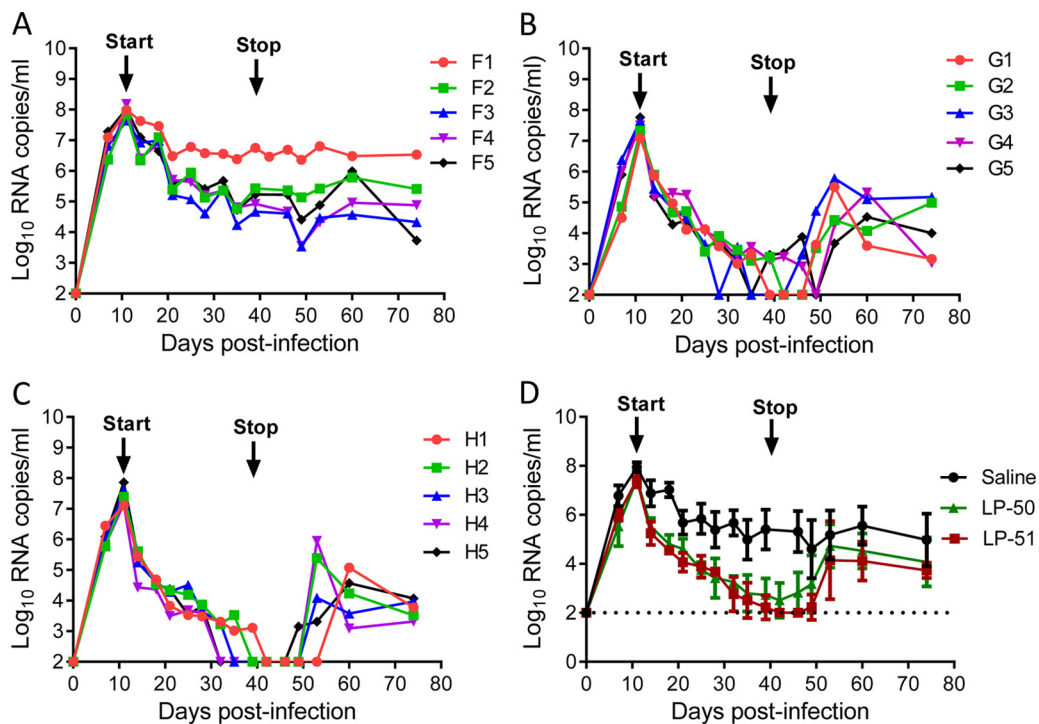 A
Log10 RNA copies/ml
10
9
8
7
6
5
4
3
2
Start
Stop
F1
F2
F3
F4
F5
0 10 20 30 40 50 60 70 80
Days post-infection
B
Log10 RNA copies/ml)
10
9
8
7
6
5
4
3
2
Start
Stop
G1
G2
G3
G4
G5
0 10 20 30 40 50 60 70 80
Days post-infection
C
Log10 RNA copies/ml
10
9
8
7
6
5
4
3
2
Start
Stop
H1
H2
H3
H4
H5
0 10 20 30 40 50 60 70 80
Days post-infection
D
Log10 RNA copies/ml
10
8
6
4
2
0
Start
Stop
Saline
LP-50
LP-51
0 10 20 30 40 50 60 70 80
Days post-infection